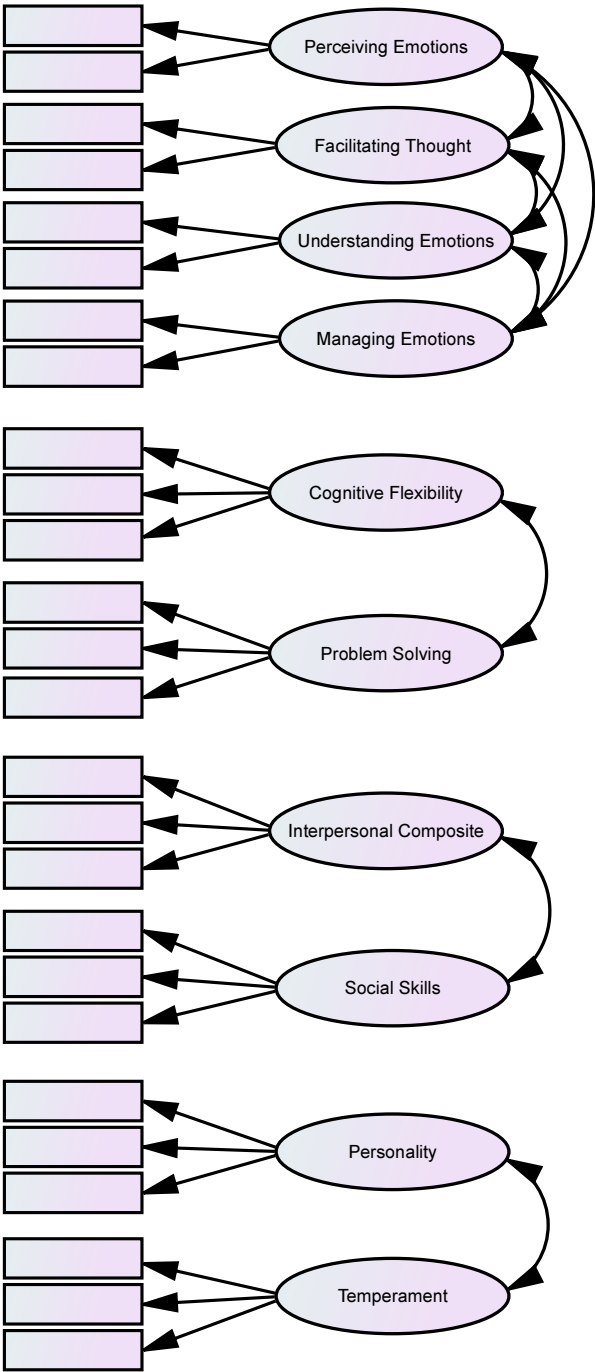 Perceiving Emotions
Facilitating Thought
Understanding Emotions
Managing Emotions
Cognitive Flexibility
Problem Solving
Interpersonal Composite
Social Skills
Personality
Temperament